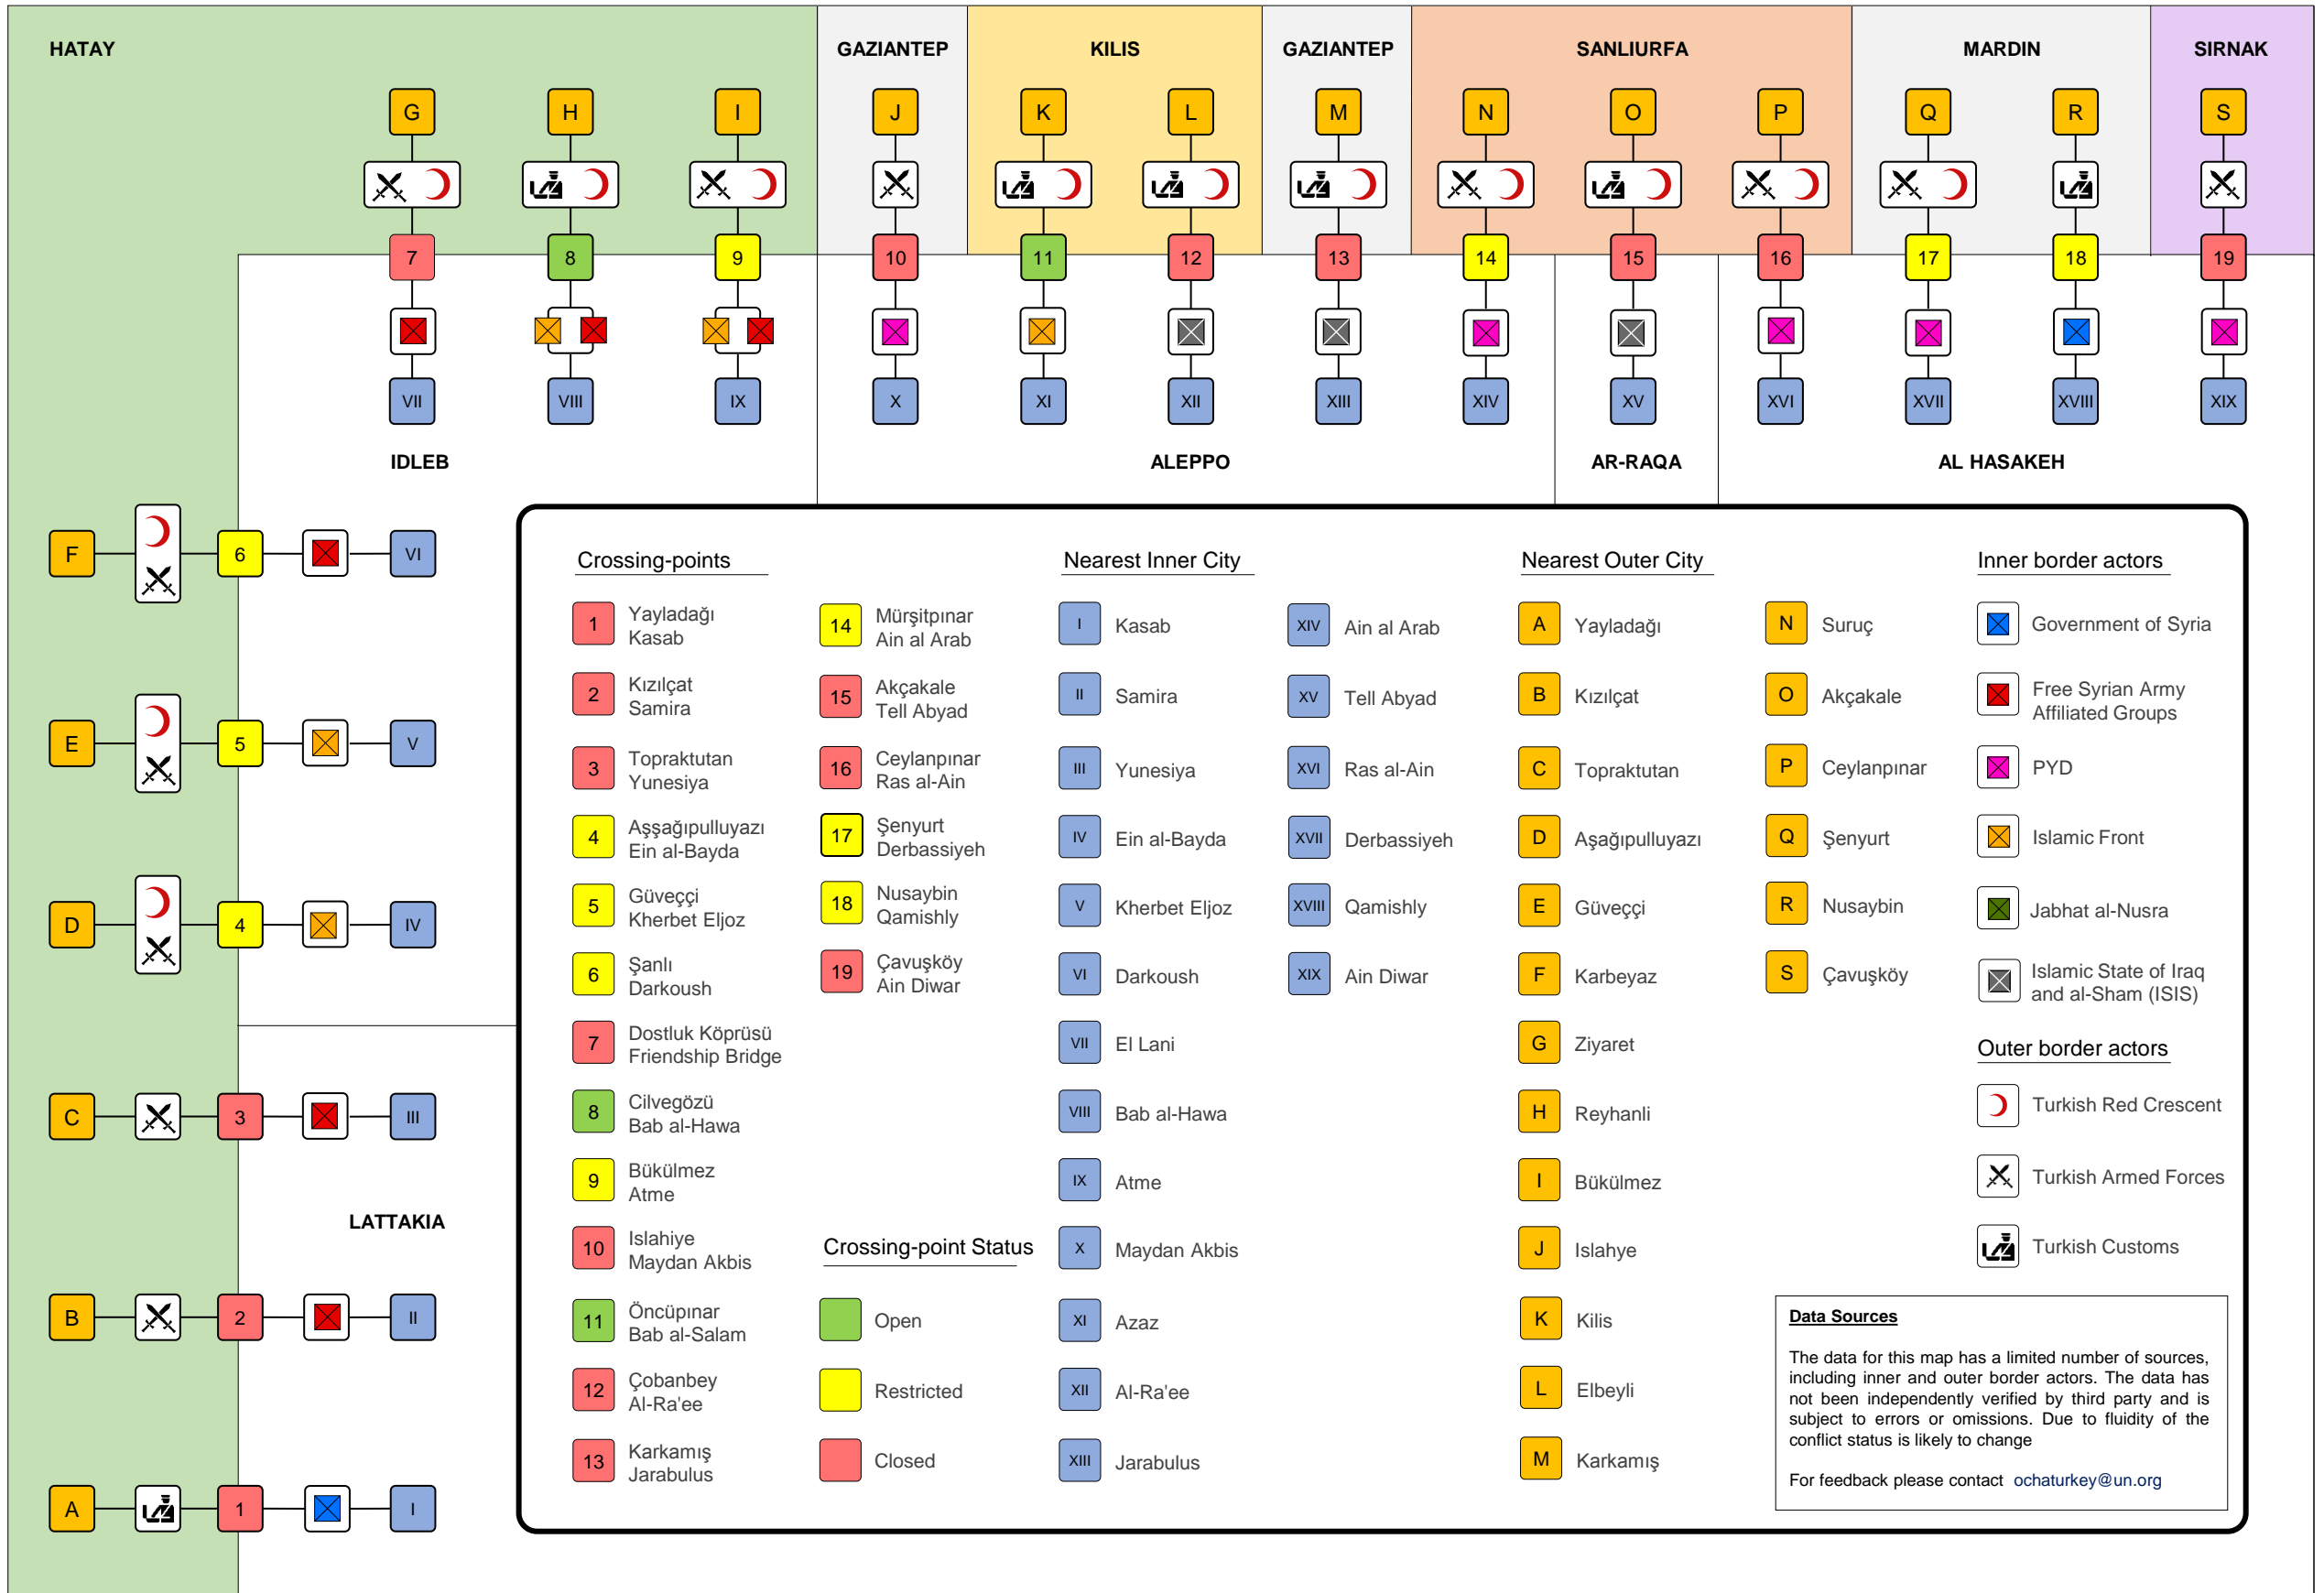 HATAY
GAZIANTEP
KILIS
GAZIANTEP
SANLIURFA
MARDIN
SIRNAK
G
H
I
J
K
L
M
N
O
P
Q
R
S
7
8
9
10
11
12
13
14
15
16
17
18
19
VII
VIII
IX
X
XI
XII
XIII
XIV
XV
XVI
XVII
XVIII
XIX
IDLEB
ALEPPO
AR-RAQA
AL HASAKEH
F
6
VI
E
5
V
D
4
IV
C
3
III
LATTAKIA
B
2
II
A
1
I
Crossing-points
1
Yayladağı
Kasab
2
Kızılçat
Samira
3
Topraktutan
Yunesiya
4
Aşşağıpulluyazı
Ein al-Bayda
5
Güveççi
Kherbet Eljoz
6
Şanlı
Darkoush
7
Dostluk Köprüsü
Friendship Bridge
8
Cilvegözü
Bab al-Hawa
9
Bükülmez
Atme
10
Islahiye
Maydan Akbis
11
Öncüpınar
Bab al-Salam
12
Çobanbey
Al-Ra'ee
13
Karkamış
Jarabulus
14
Mürşitpınar
Ain al Arab
15
Akçakale
Tell Abyad
16
Ceylanpınar
Ras al-Ain
17
Şenyurt
Derbassiyeh
18
Nusaybin
Qamishly
19
Çavuşköy
Ain Diwar
Crossing-point Status
Open
Restricted
Closed
Nearest Inner City
I
Kasab
II
Samira
III
Yunesiya
IV
Ein al-Bayda
V
Kherbet Eljoz
VI
Darkoush
VII
El Lani
VIII
Bab al-Hawa
IX
Atme
X
Maydan Akbis
XI
Azaz
XII
Al-Ra'ee
XIII
Jarabulus
XIV
Ain al Arab
XV
Tell Abyad
XVI
Ras al-Ain
XVII
Derbassiyeh
XVIII
Qamishly
XIX
Ain Diwar
Nearest Outer City
A
Yayladağı
B
Kızılçat
C
Topraktutan
D
Aşağıpulluyazı
E
Güveççi
F
Karbeyaz
G
Ziyaret
H
Reyhanli
I
Bükülmez
J
Islahye
K
Kilis
L
Elbeyli
M
Karkamış
N
Suruç
O
Akçakale
P
Ceylanpınar
Q
Şenyurt
R
Nusaybin
S
Çavuşköy
Inner border actors
Government of Syria
Free Syrian Army
Affiliated Groups
PYD
Islamic Front
Jabhat al-Nusra
Islamic State of Iraq
and al-Sham (ISIS)
Outer border actors
Turkish Red Crescent
Turkish Armed Forces
Turkish Customs
Data Sources
The data for this map has a limited number of sources,
including inner and outer border actors. The data has
not been independently verified by third party and is
subject to errors or omissions. Due to fluidity of the
conflict status is likely to change
For feedback please contact ochaturkey@un.org